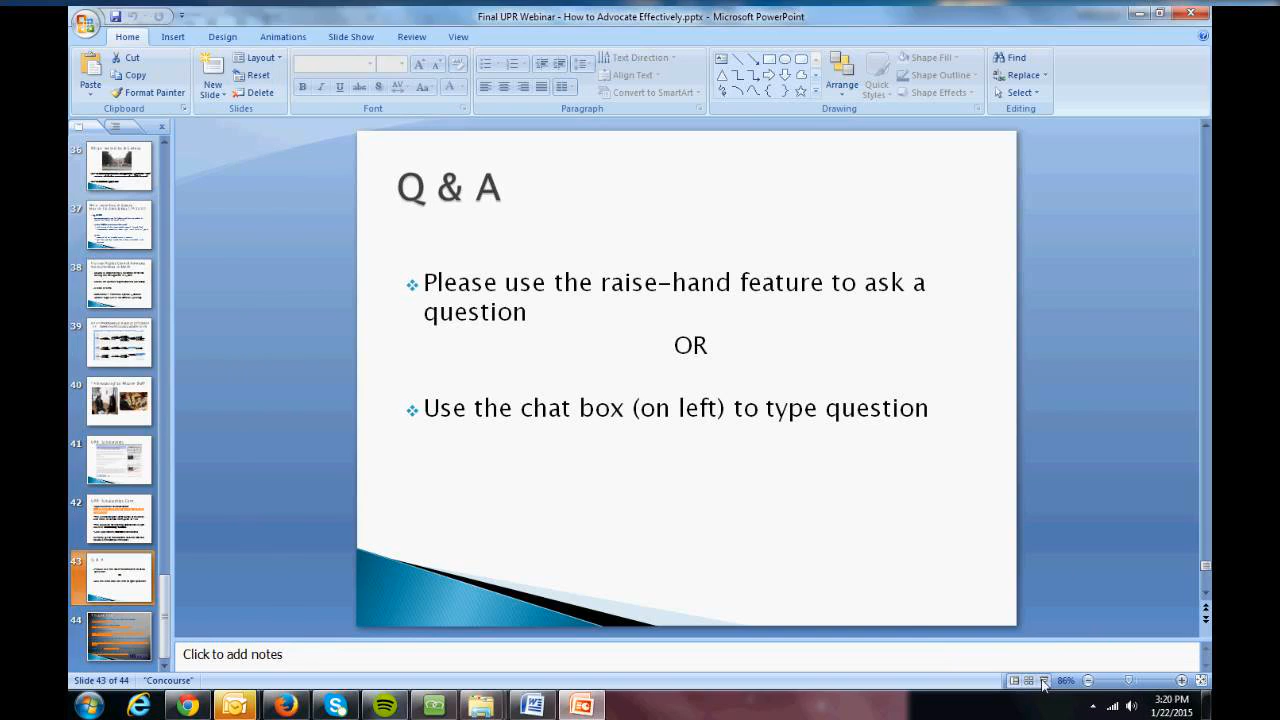 Final UPR Webinar - How to Advocate Effectively.pptx - Microsoft PowerPoint
Home Insert Design Animations Slide Show Review View
Paste
Cut
Copy
Format Painter
Clipboard
New
Slide
Layout
Reset
Delete
Slides
Font
Text Direction
Align Text
Convert to SmartArt
Paragraph
Arrange
Quick
Styles
Shape Fill
Shape Outline
Shape Effects
Drawing
Find
Replace
Select
Editing
36
37
38
39
40
41
42
43
44
Q & A
Please use the raise-hand feature to ask a
question
OR
Use the chat box (on left) to type question
Click to add notes
Slide 43 of 44 "Concourse" 86%
3:20 PM
1/22/2015